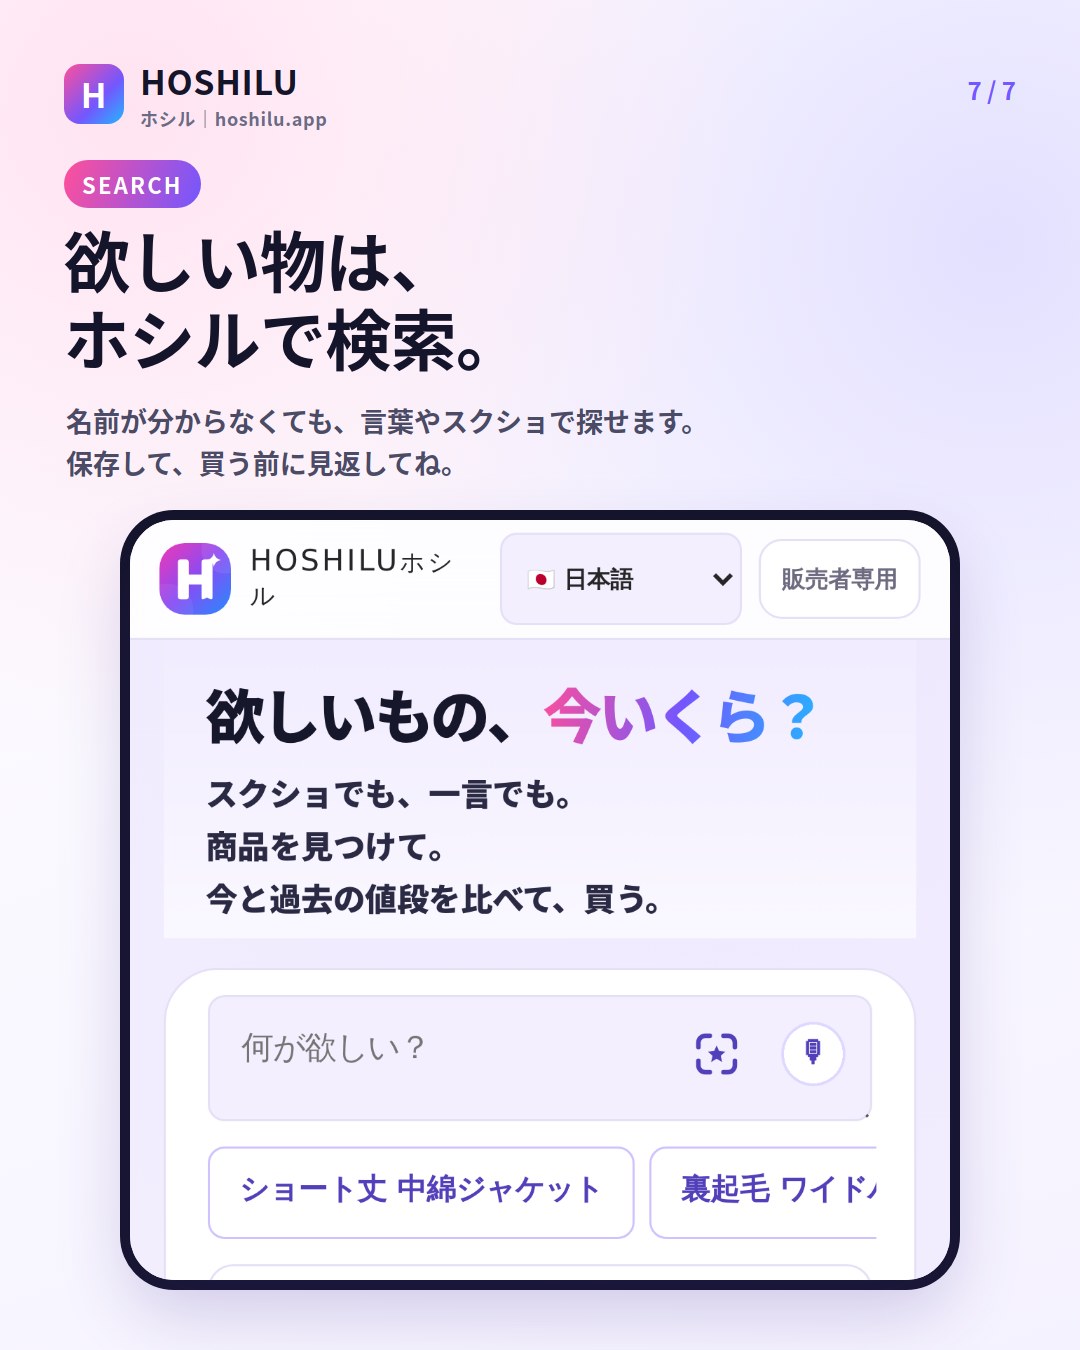 H
HOSHILU
7 / 7
ホシル｜hoshilu.app
SEARCH
欲しい物は、
ホシルで検索。
名前が分からなくても、言葉やスクショで探せます。
保存して、買う前に見返してね。
H
HOSHILUホシ
ル
🇯🇵 日本語
販売者専用
欲しいもの、今いくら？
スクショでも、一言でも。
商品を見つけて。
今と過去の値段を比べて、買う。
何が欲しい？
ショート丈 中綿ジャケット
裏起毛 ワイド